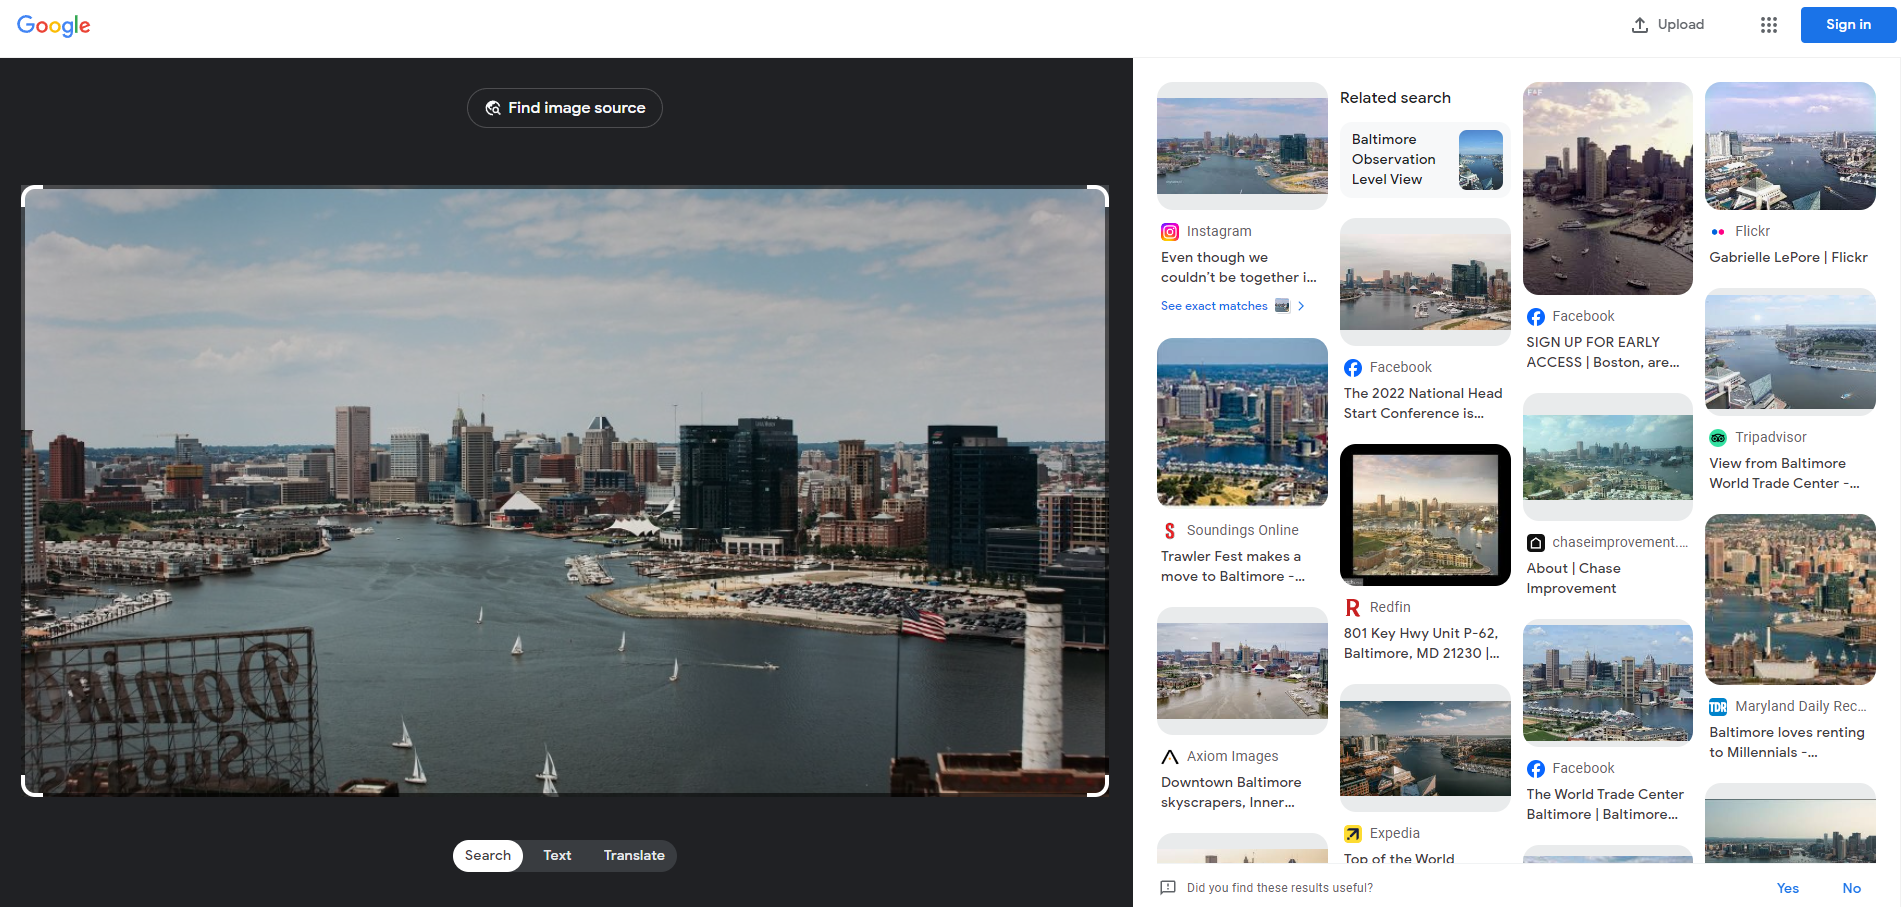 Google
Upload
Sign in
Find image source
Domino
Sugars
Search
Text
Translate
Instagram
Even though we
couldn't be together i...
See exact matches
Soundings Online
Trawler Fest makes a
move to Baltimore -...
Axiom Images
Downtown Baltimore
skyscrapers, Inner...
Related search
Baltimore
Observation
Level View
Facebook
The 2022 National Head
Start Conference is...
Redfin
801 Key Hwy Unit P-62,
Baltimore, MD 21230 |...
Expedia
Top of the World
F*F
Facebook
SIGN UP FOR EARLY
ACCESS | Boston, are...
chaseimprovement....
About | Chase
Improvement
Facebook
The World Trade Center
Baltimore | Baltimore...
Flickr
Gabrielle LePore | Flickr
Tripadvisor
View from Baltimore
World Trade Center -...
TDR
Maryland Daily Rec...
Baltimore loves renting
to Millennials -...
Did you find these results useful?
Yes
No